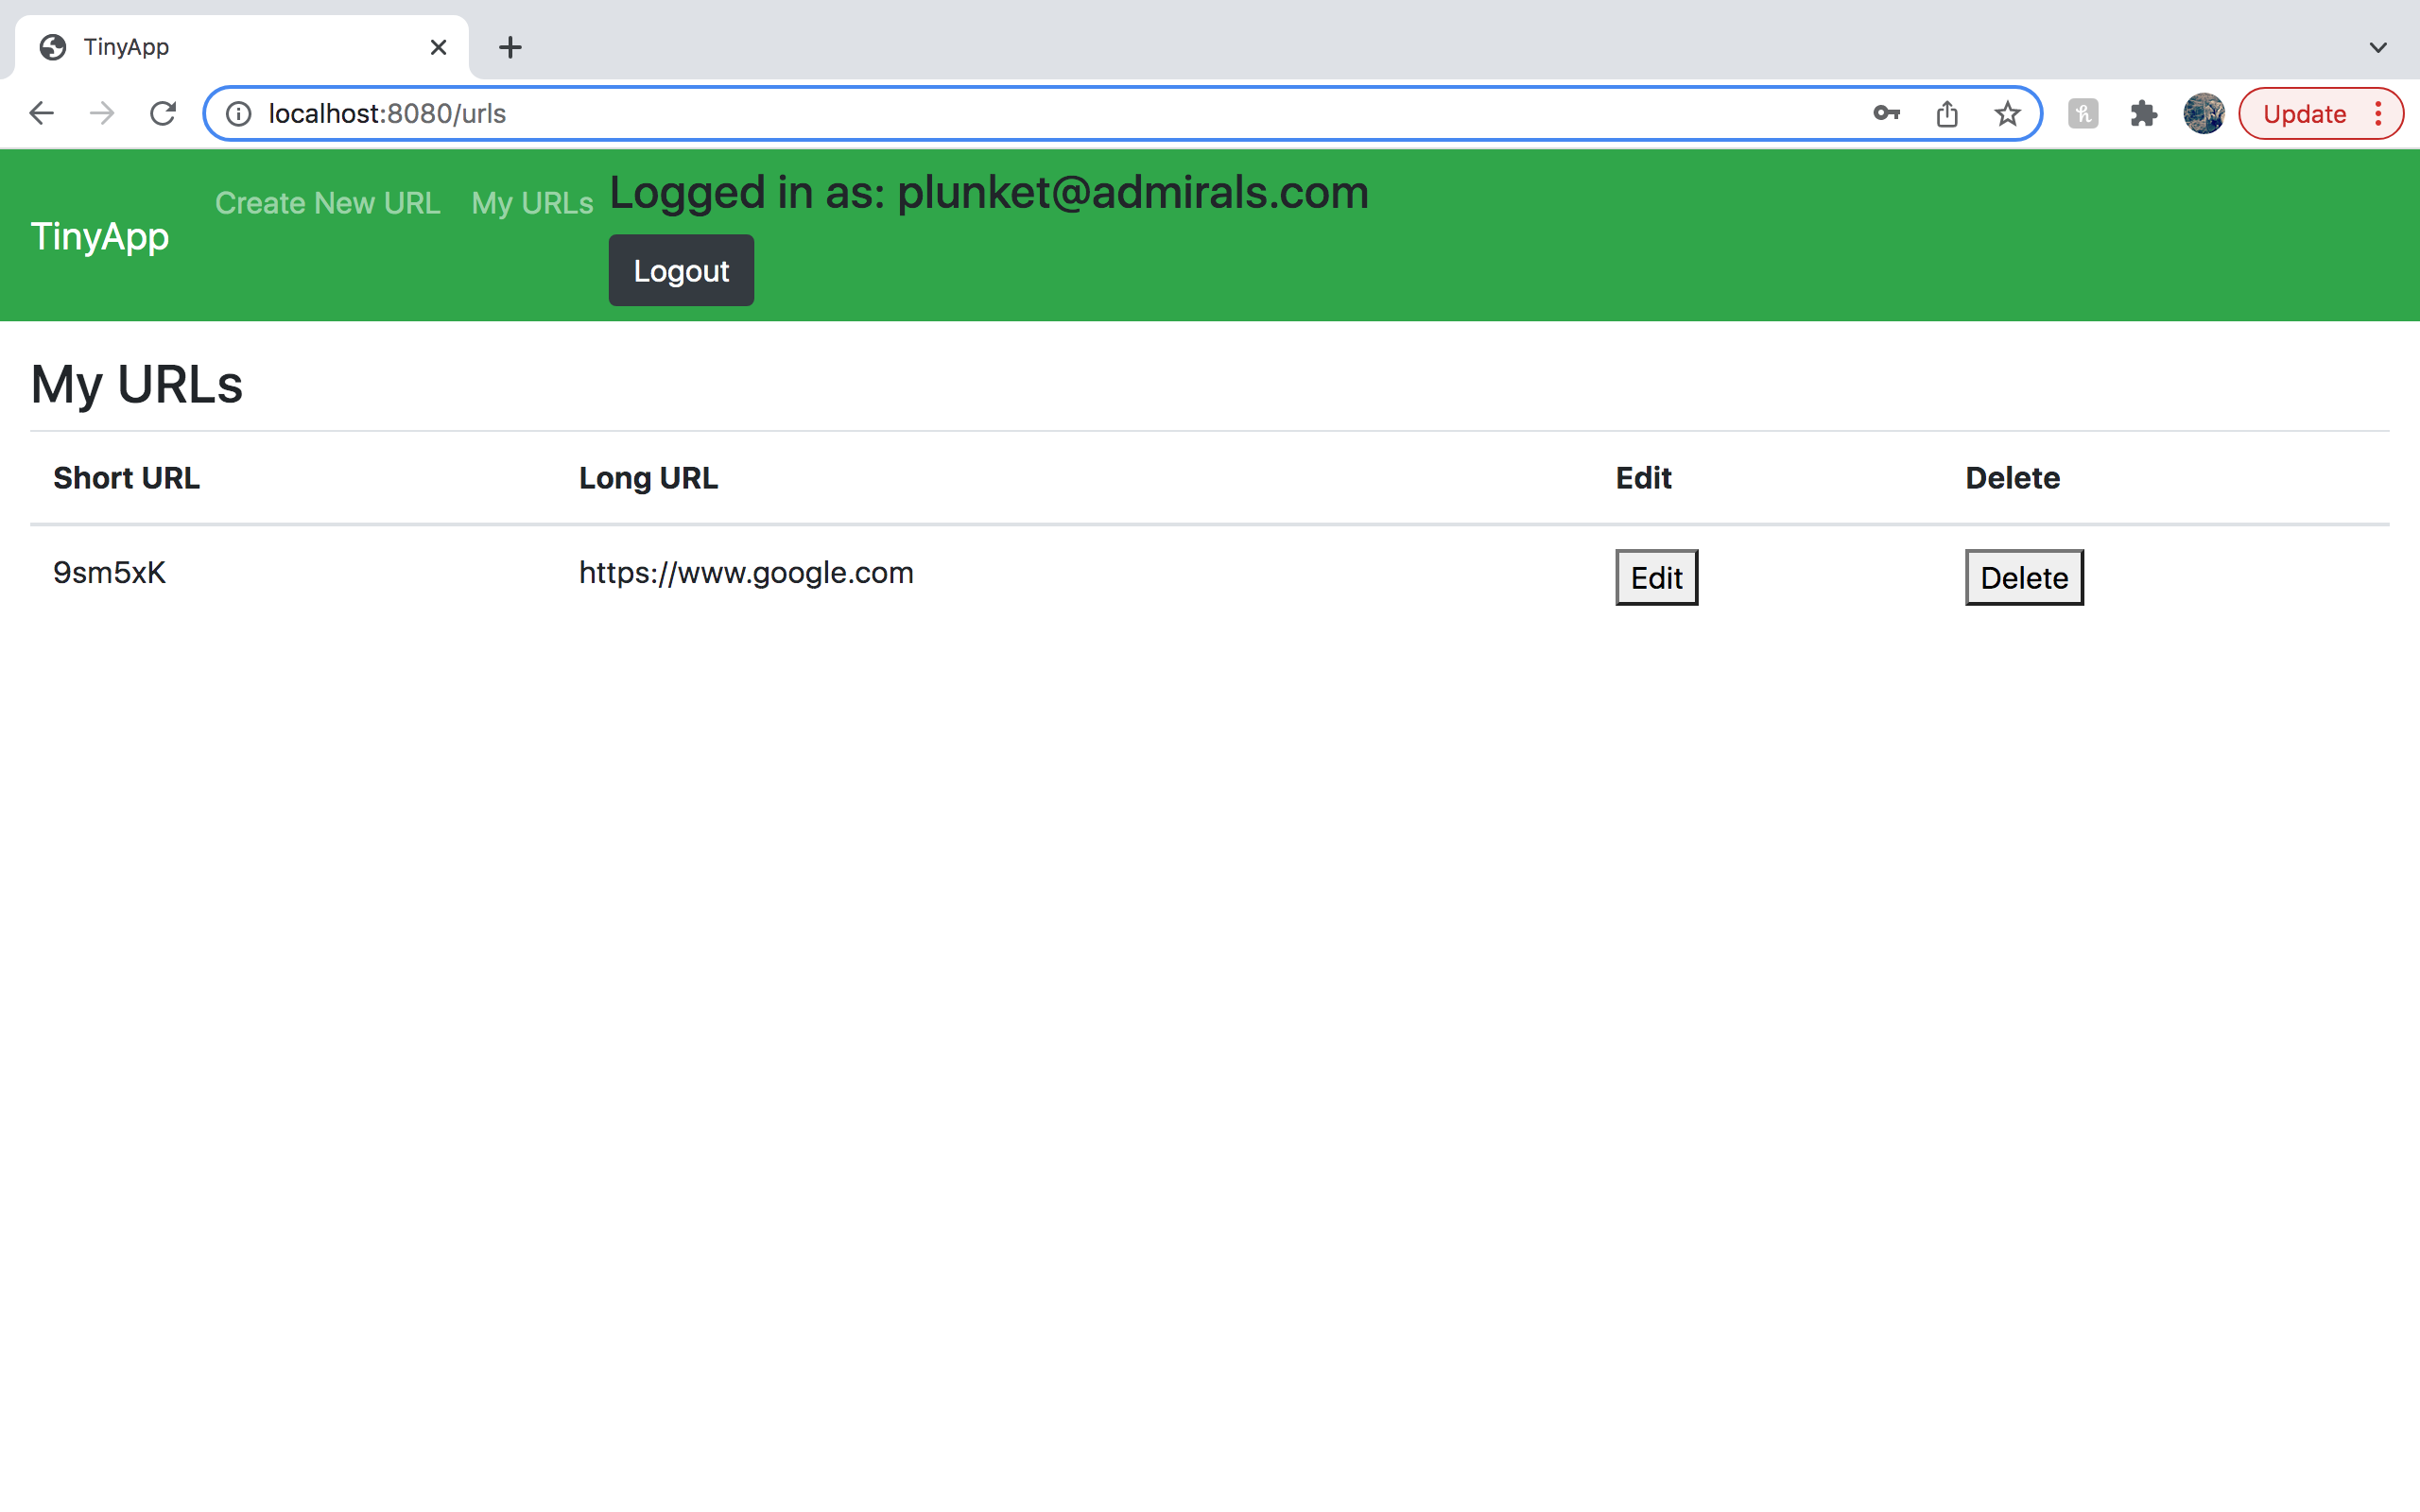 TinyApp
localhost:8080/urls
Update
TinyApp
Create New URL
My URLs
Logged in as: plunket@admirals.com
Logout
My URLs
Short URL Long URL Edit Delete
9sm5xK https://www.google.com Edit Delete